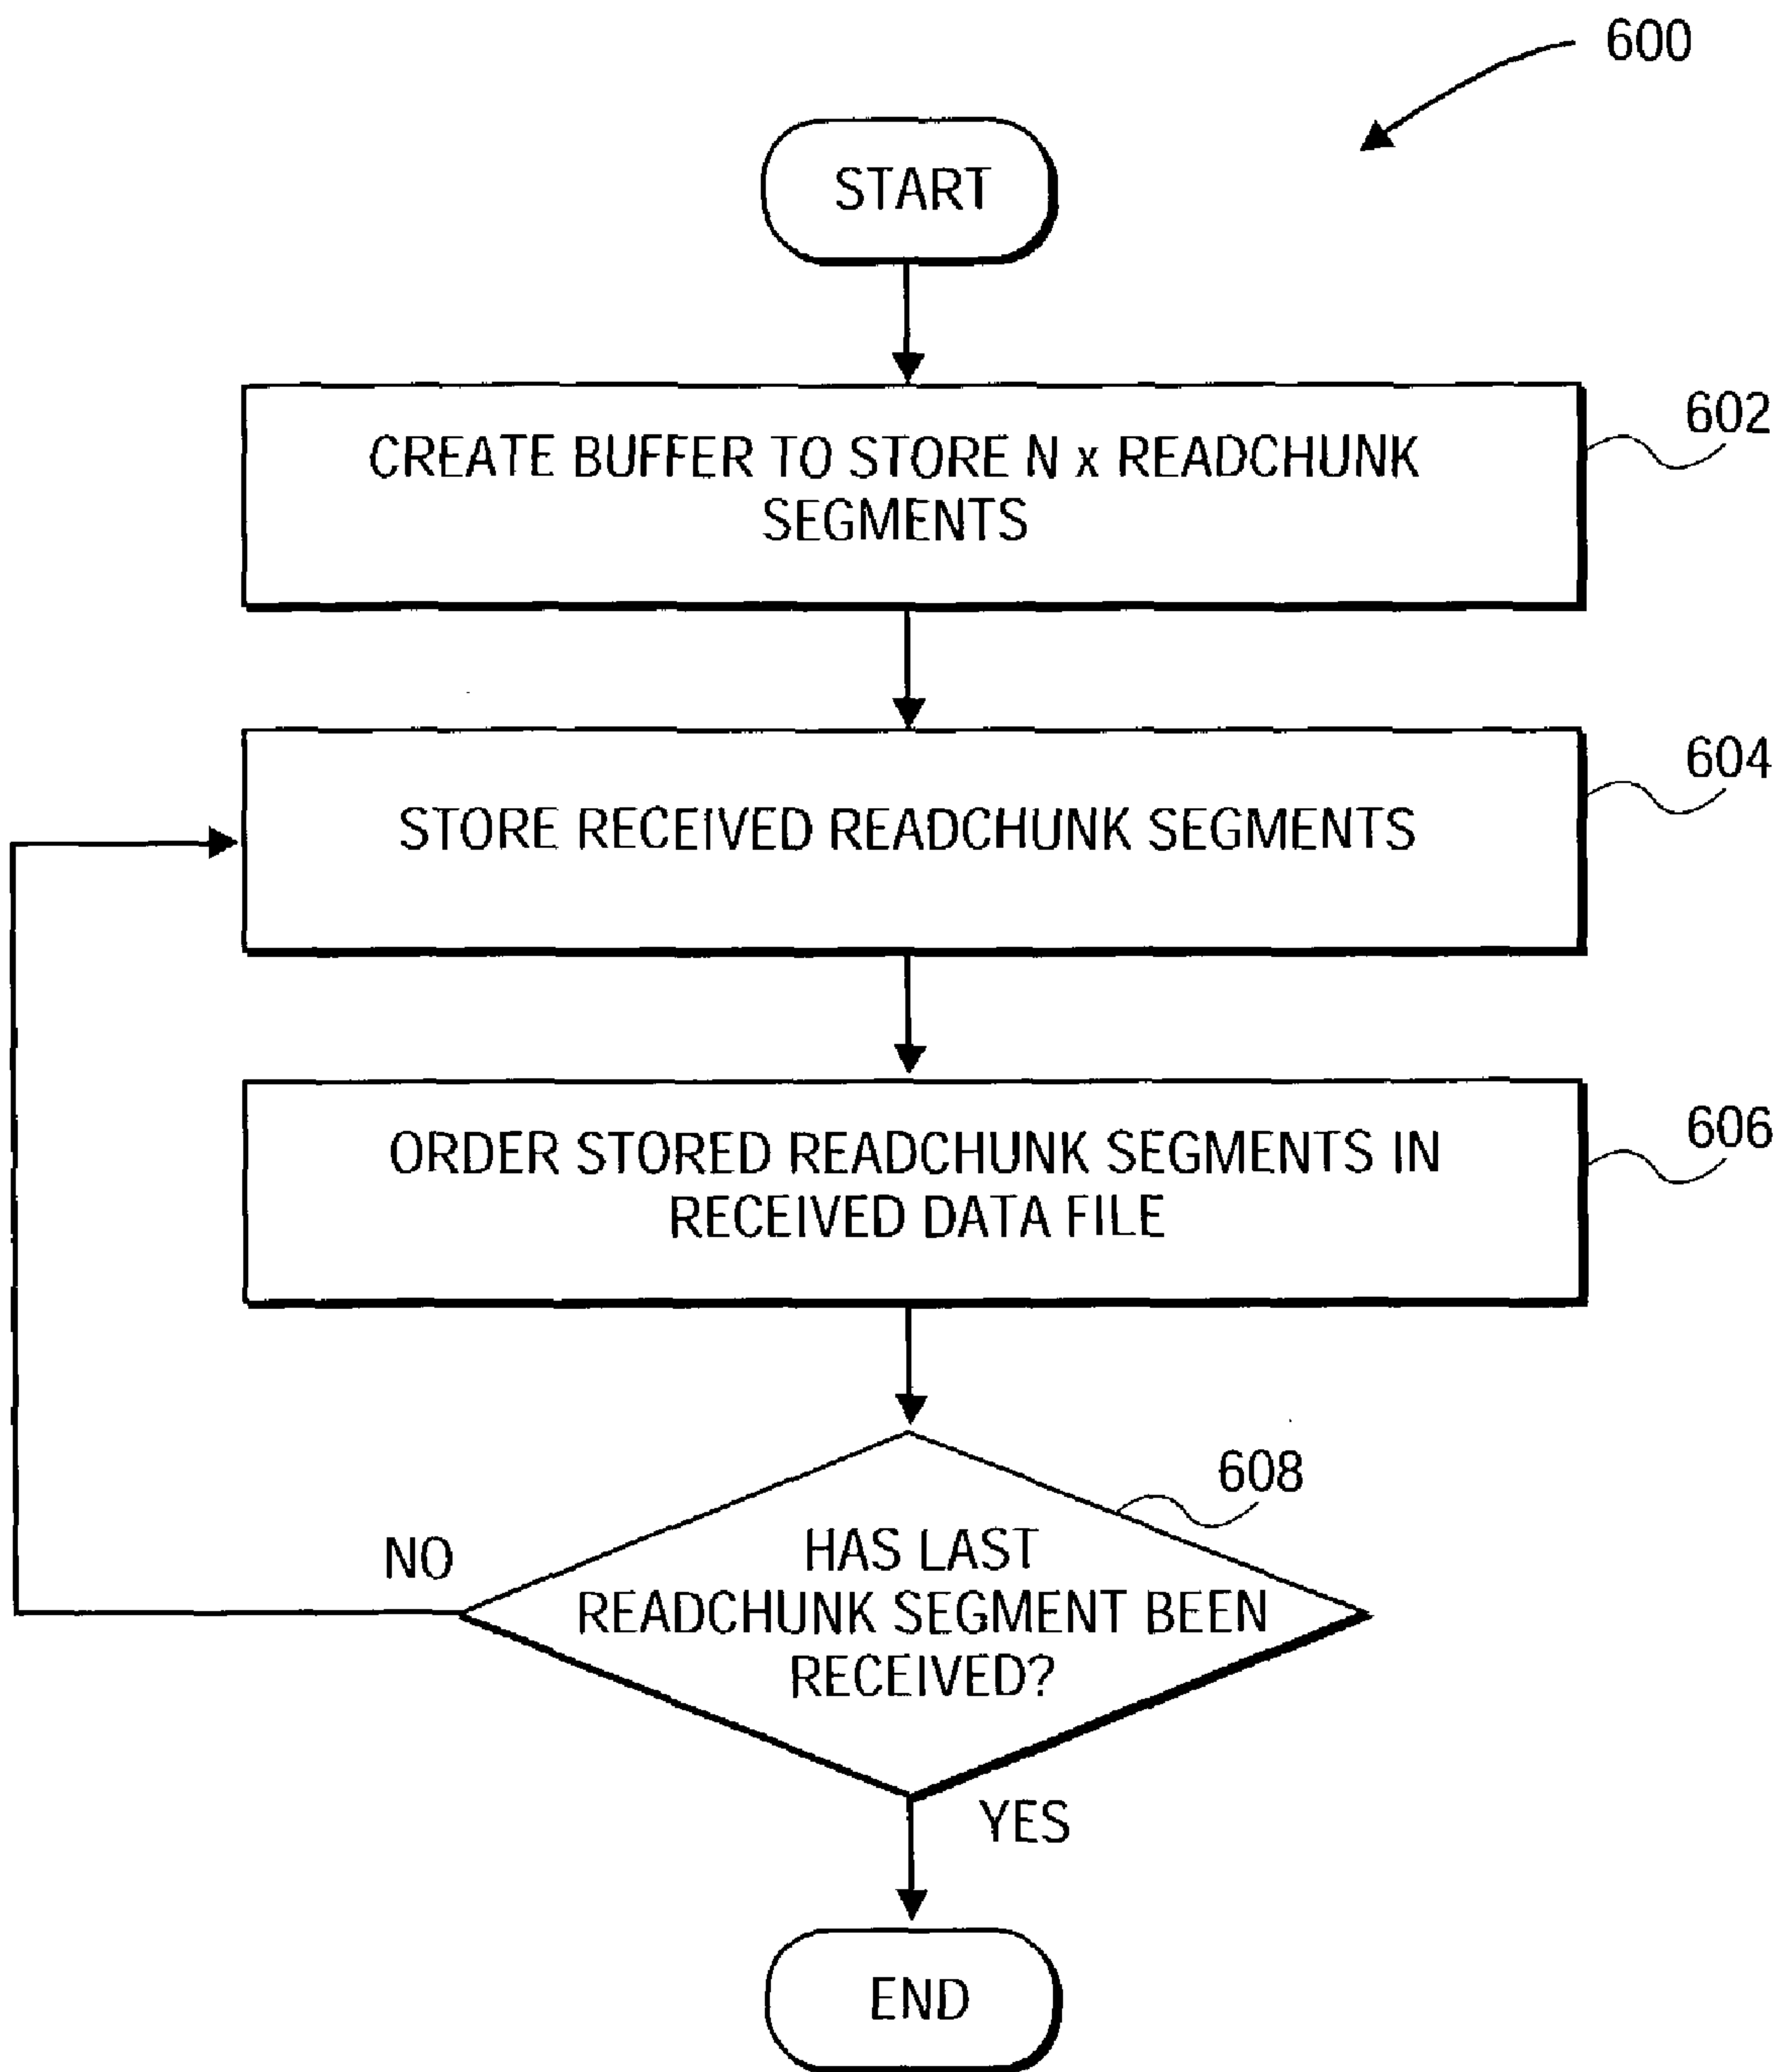 600
START
602
CREATE BUFFER TO STORE N x READCHUNK
SEGMENTS
604
STORE RECEIVED READCHUNK SEGMENTS
606
ORDER STORED READCHUNK SEGMENTS IN
RECEIVED DATA FILE
608
NO
HAS LAST
READCHUNK SEGMENT BEEN
RECEIVED?
YES
END